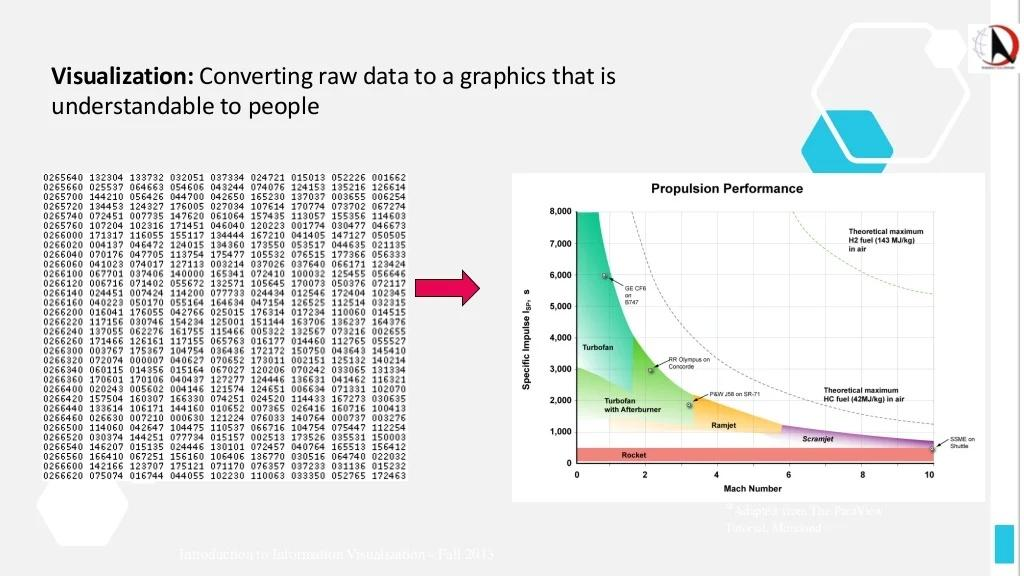 Visualization: Converting raw data to a graphics that is
understandable to people
0265640 132304 133732 032051 037334 024721 015013 052226 001662
0265660 025537 064663 054606 043244 074076 124153 135216 126614
0265700 144210 056426 044700 042650 165230 137037 003655 006254
0265720 134453 124327 176005 027034 107614 170774 073702 067274
0265740 072451 007735 147620 061064 157435 113057 155356 114603
0265760 107204 102316 171451 046040 120223 001774 030477 046673
0266000 171317 116055 155117 134444 167210 041405 147127 050505
0266020 004137 046472 124015 134360 173550 053517 044635 021135
0266040 070176 047705 113754 175477 105532 076515 177366 056333
0266060 041023 074017 127113 003214 037026 037640 066171 123424
0266100 067701 037406 140000 165341 072410 100032 125455 056646
0266120 006716 071402 055672 132571 105645 170073 050376 072117
0266140 024451 007424 114200 077733 024434 012546 172404 102345
0266160 040223 050170 055164 164634 047154 126525 112514 032315
0266200 016041 176055 042766 025015 176314 017234 110060 014515
0266220 117156 030746 154234 125001 151144 163706 136237 164376
0266240 137055 062276 161755 115466 005322 132567 073216 002655
0266260 171466 126161 117155 065763 016177 014460 112765 055527
0266300 003767 175367 104754 036436 172172 150750 043643 145410
0266320 072074 000007 040627 070652 173011 002151 125132 140214
0266340 060115 014356 015164 067027 120206 070242 033065 131334
0266360 170601 170106 040437 127277 124446 136631 041462 116321
0266400 020243 005602 004146 121574 124651 006634 071331 102070
0266420 157504 160307 166330 074251 024520 114433 167273 030635
0266440 133614 106171 144160 010652 007365 026416 160716 100413
0266460 026630 007210 000630 121224 076033 140764 000737 003276
0266500 114060 042647 104475 110537 066716 104754 075447 112254
0266520 030374 144251 077734 015157 002513 173526 035531 150003
0266540 146207 015135 024446 130101 072457 040764 165513 156412
0266560 166410 067251 156160 106406 136770 030516 064740 022032
0266600 142166 123707 175121 071170 076357 037233 031136 015232
0266620 075074 016744 044055 102230 110063 033350 052765 172463
Propulsion Performance
Specific Impulse ISP, s
8,000
7,000
6,000
5,000
4,000
3,000
2,000
1,000
0
Theoretical maximum
H2 fuel (143 MJ/kg)
in air
GE CF6
on
B747
Turbofan
RR Olympus on
Concorde
P&W J58 on SR-71
Theoretical maximum
HC fuel (42MJ/kg) in air
Turbofan
with Afterburner
Ramjet
Scramjet
SSME on
Shuttle
Rocket
0 2 4 6 8 10
Mach Number
*Adapted from The ParaView
Tutorial, Moreland
Introduction to Information Visualization - Fall 2013